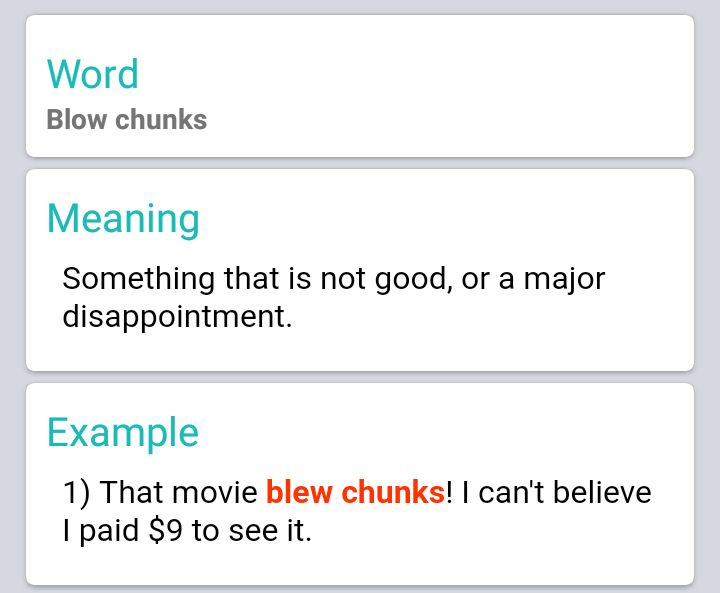 Word
Blow chunks
Meaning
Something that is not good, or a major
disappointment.
Example
1) That movie blew chunks! I can't believe
I paid $9 to see it.